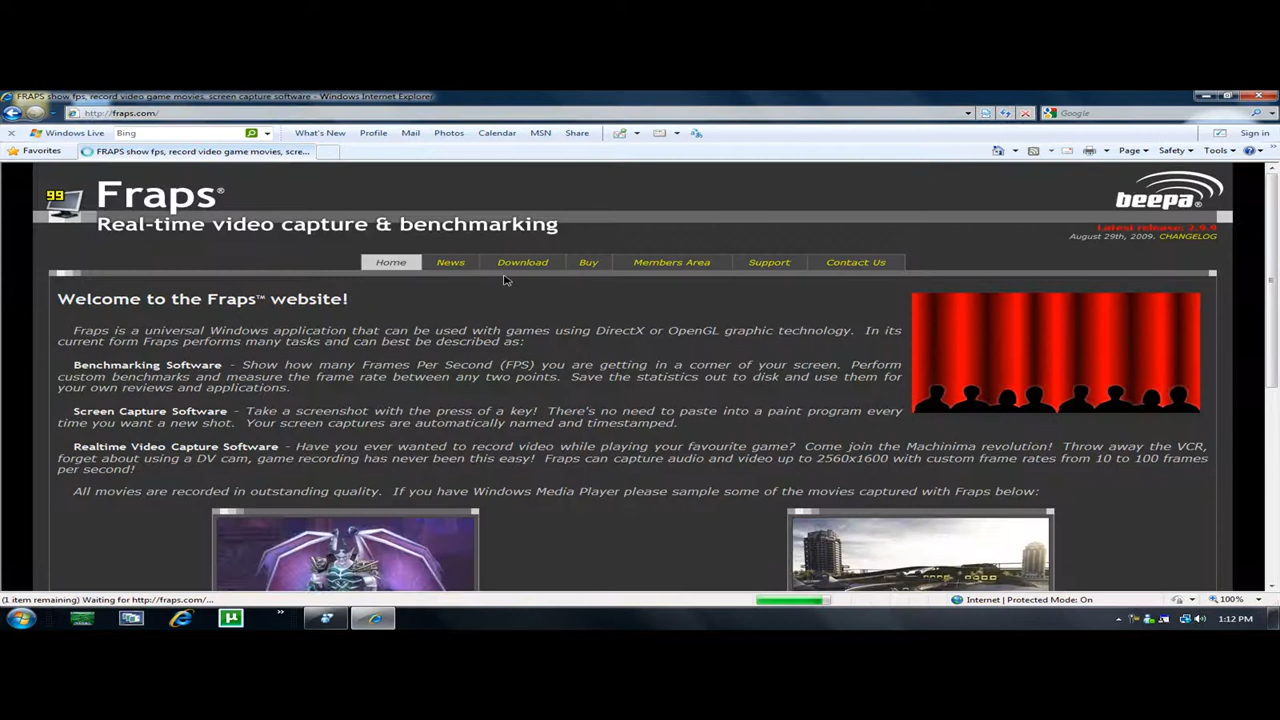 FRAPS show fps, record video game movies, screen capture software - Windows Internet Explorer
http://fraps.com/
Google
Windows Live
Bing
What's New
Profile
Mail
Photos
Calendar
MSN
Share
Sign in
Favorites
FRAPS show fps, record video game movies, scre...
Page
Safety
Tools
99
Fraps®
Real-time video capture & benchmarking
beepa®
Latest release: 3.0.0
August 29th, 2009. CHANGELOG
Home
News
Download
Buy
Members Area
Support
Contact Us
Welcome to the Fraps™ website!
Fraps is a universal Windows application that can be used with games using DirectX or OpenGL graphic technology. In its
current form Fraps performs many tasks and can best be described as:
Benchmarking Software - Show how many Frames Per Second (FPS) you are getting in a corner of your screen. Perform
custom benchmarks and measure the frame rate between any two points. Save the statistics out to disk and use them for
your own reviews and applications.
Screen Capture Software - Take a screenshot with the press of a key! There's no need to paste into a paint program every
time you want a new shot. Your screen captures are automatically named and timestamped.
Realtime Video Capture Software - Have you ever wanted to record video while playing your favourite game? Come join the Machinima revolution! Throw away the VCR,
forget about using a DV cam, game recording has never been this easy! Fraps can capture audio and video up to 2560x1600 with custom frame rates from 10 to 100 frames
per second!
All movies are recorded in outstanding quality. If you have Windows Media Player please sample some of the movies captured with Fraps below:
(1 item remaining) Waiting for http://fraps.com/...
Internet | Protected Mode: On
100%
1:12 PM